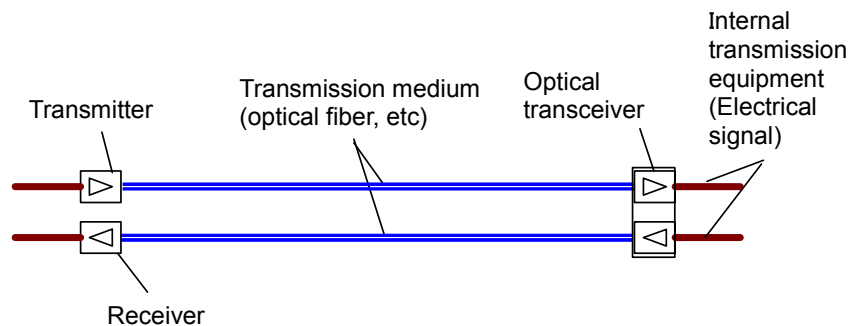 Transmitter
Transmission medium
(optical fiber, etc)
Optical
transceiver
Internal
transmission
equipment
(Electrical
signal)
Receiver